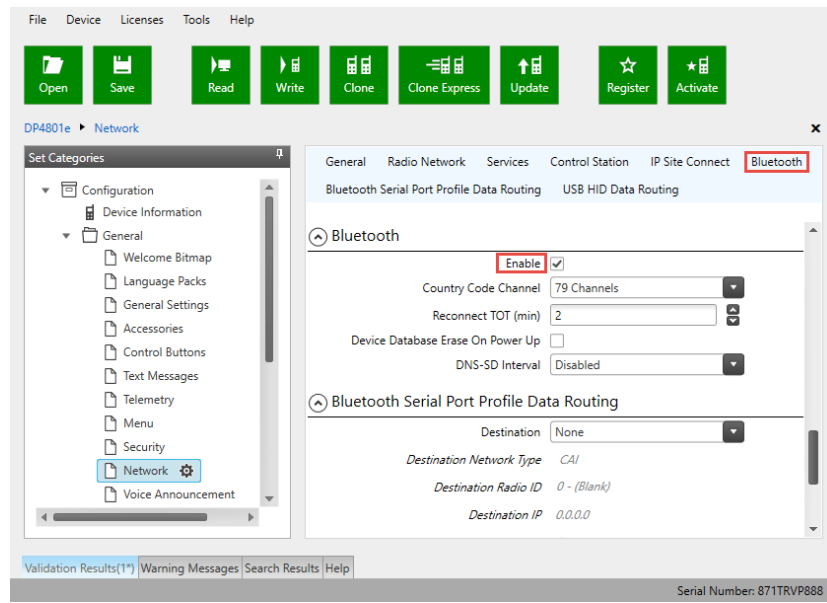 File Device Licenses Tools Help
Open Save Read Write Clone Clone Express Update Register Activate
DP4801e Network
Set Categories
Configuration
Device Information
General
Welcome Bitmap
Language Packs
General Settings
Accessories
Control Buttons
Text Messages
Telemetry
Menu
Security
Network
Voice Announcement
General Radio Network Services Control Station IP Site Connect Bluetooth
Bluetooth Serial Port Profile Data Routing USB HID Data Routing
Bluetooth
Enable
Country Code Channel 79 Channels
Reconnect TOT (min) 2
Device Database Erase On Power Up
DNS-SD Interval Disabled
Bluetooth Serial Port Profile Data Routing
Destination None
Destination Network Type CAI
Destination Radio ID 0 - (Blank)
Destination IP 0.0.0.0
Validation Results(1*) Warning Messages Search Results Help
Serial Number: 871TRVP888